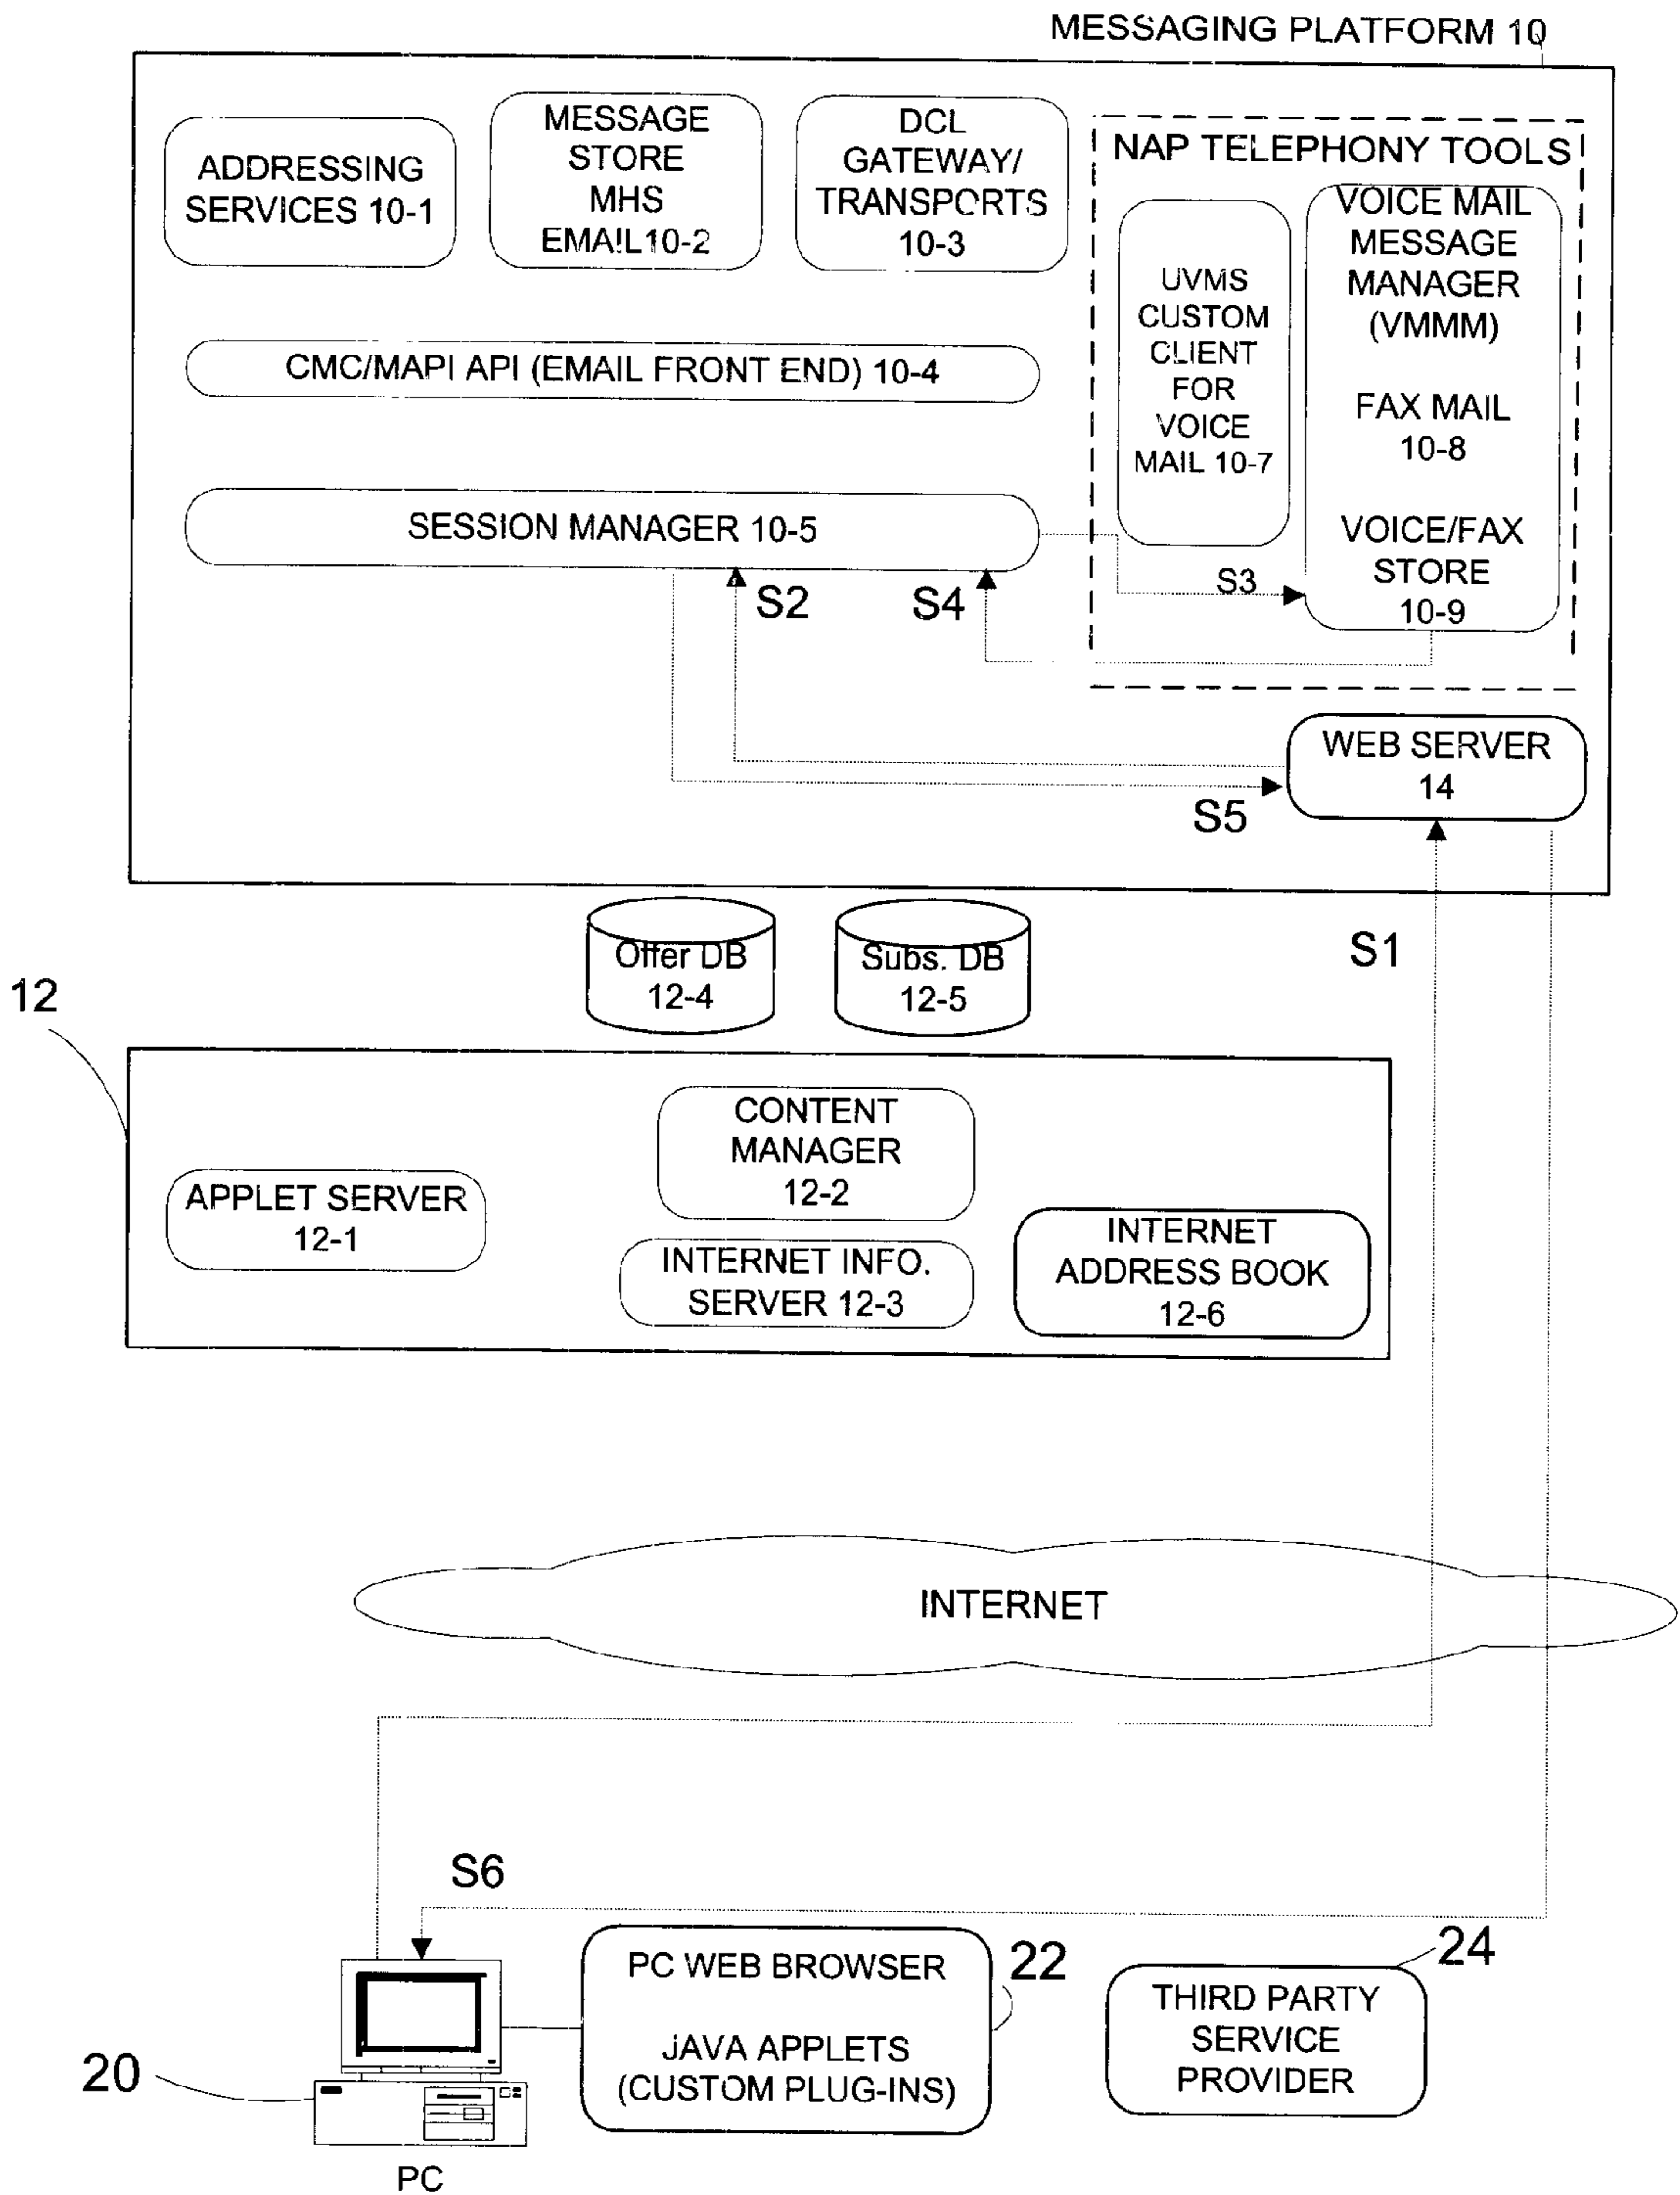 MESSAGING PLATFORM 10
ADDRESSING
SERVICES 10-1
MESSAGE
STORE
MHS
EMAIL10-2
DCL
GATEWAY/
TRANSPORTS
10-3
NAP TELEPHONY TOOLS
UVMS
CUSTOM
CLIENT
FOR
VOICE
MAIL 10-7
VOICE MAIL
MESSAGE
MANAGER
(VMMM)
FAX MAIL
10-8
VOICE/FAX
STORE
10-9
CMC/MAPI API (EMAIL FRONT END) 10-4
SESSION MANAGER 10-5
S2
S4
S3
WEB SERVER
14
S5
Offer DB
12-4
Subs. DB
12-5
S1
12
CONTENT
MANAGER
12-2
APPLET SERVER
12-1
INTERNET INFO.
SERVER 12-3
INTERNET
ADDRESS BOOK
12-6
INTERNET
S6
PC WEB BROWSER
JAVA APPLETS
(CUSTOM PLUG-INS)
22
24
THIRD PARTY
SERVICE
PROVIDER
20
PC